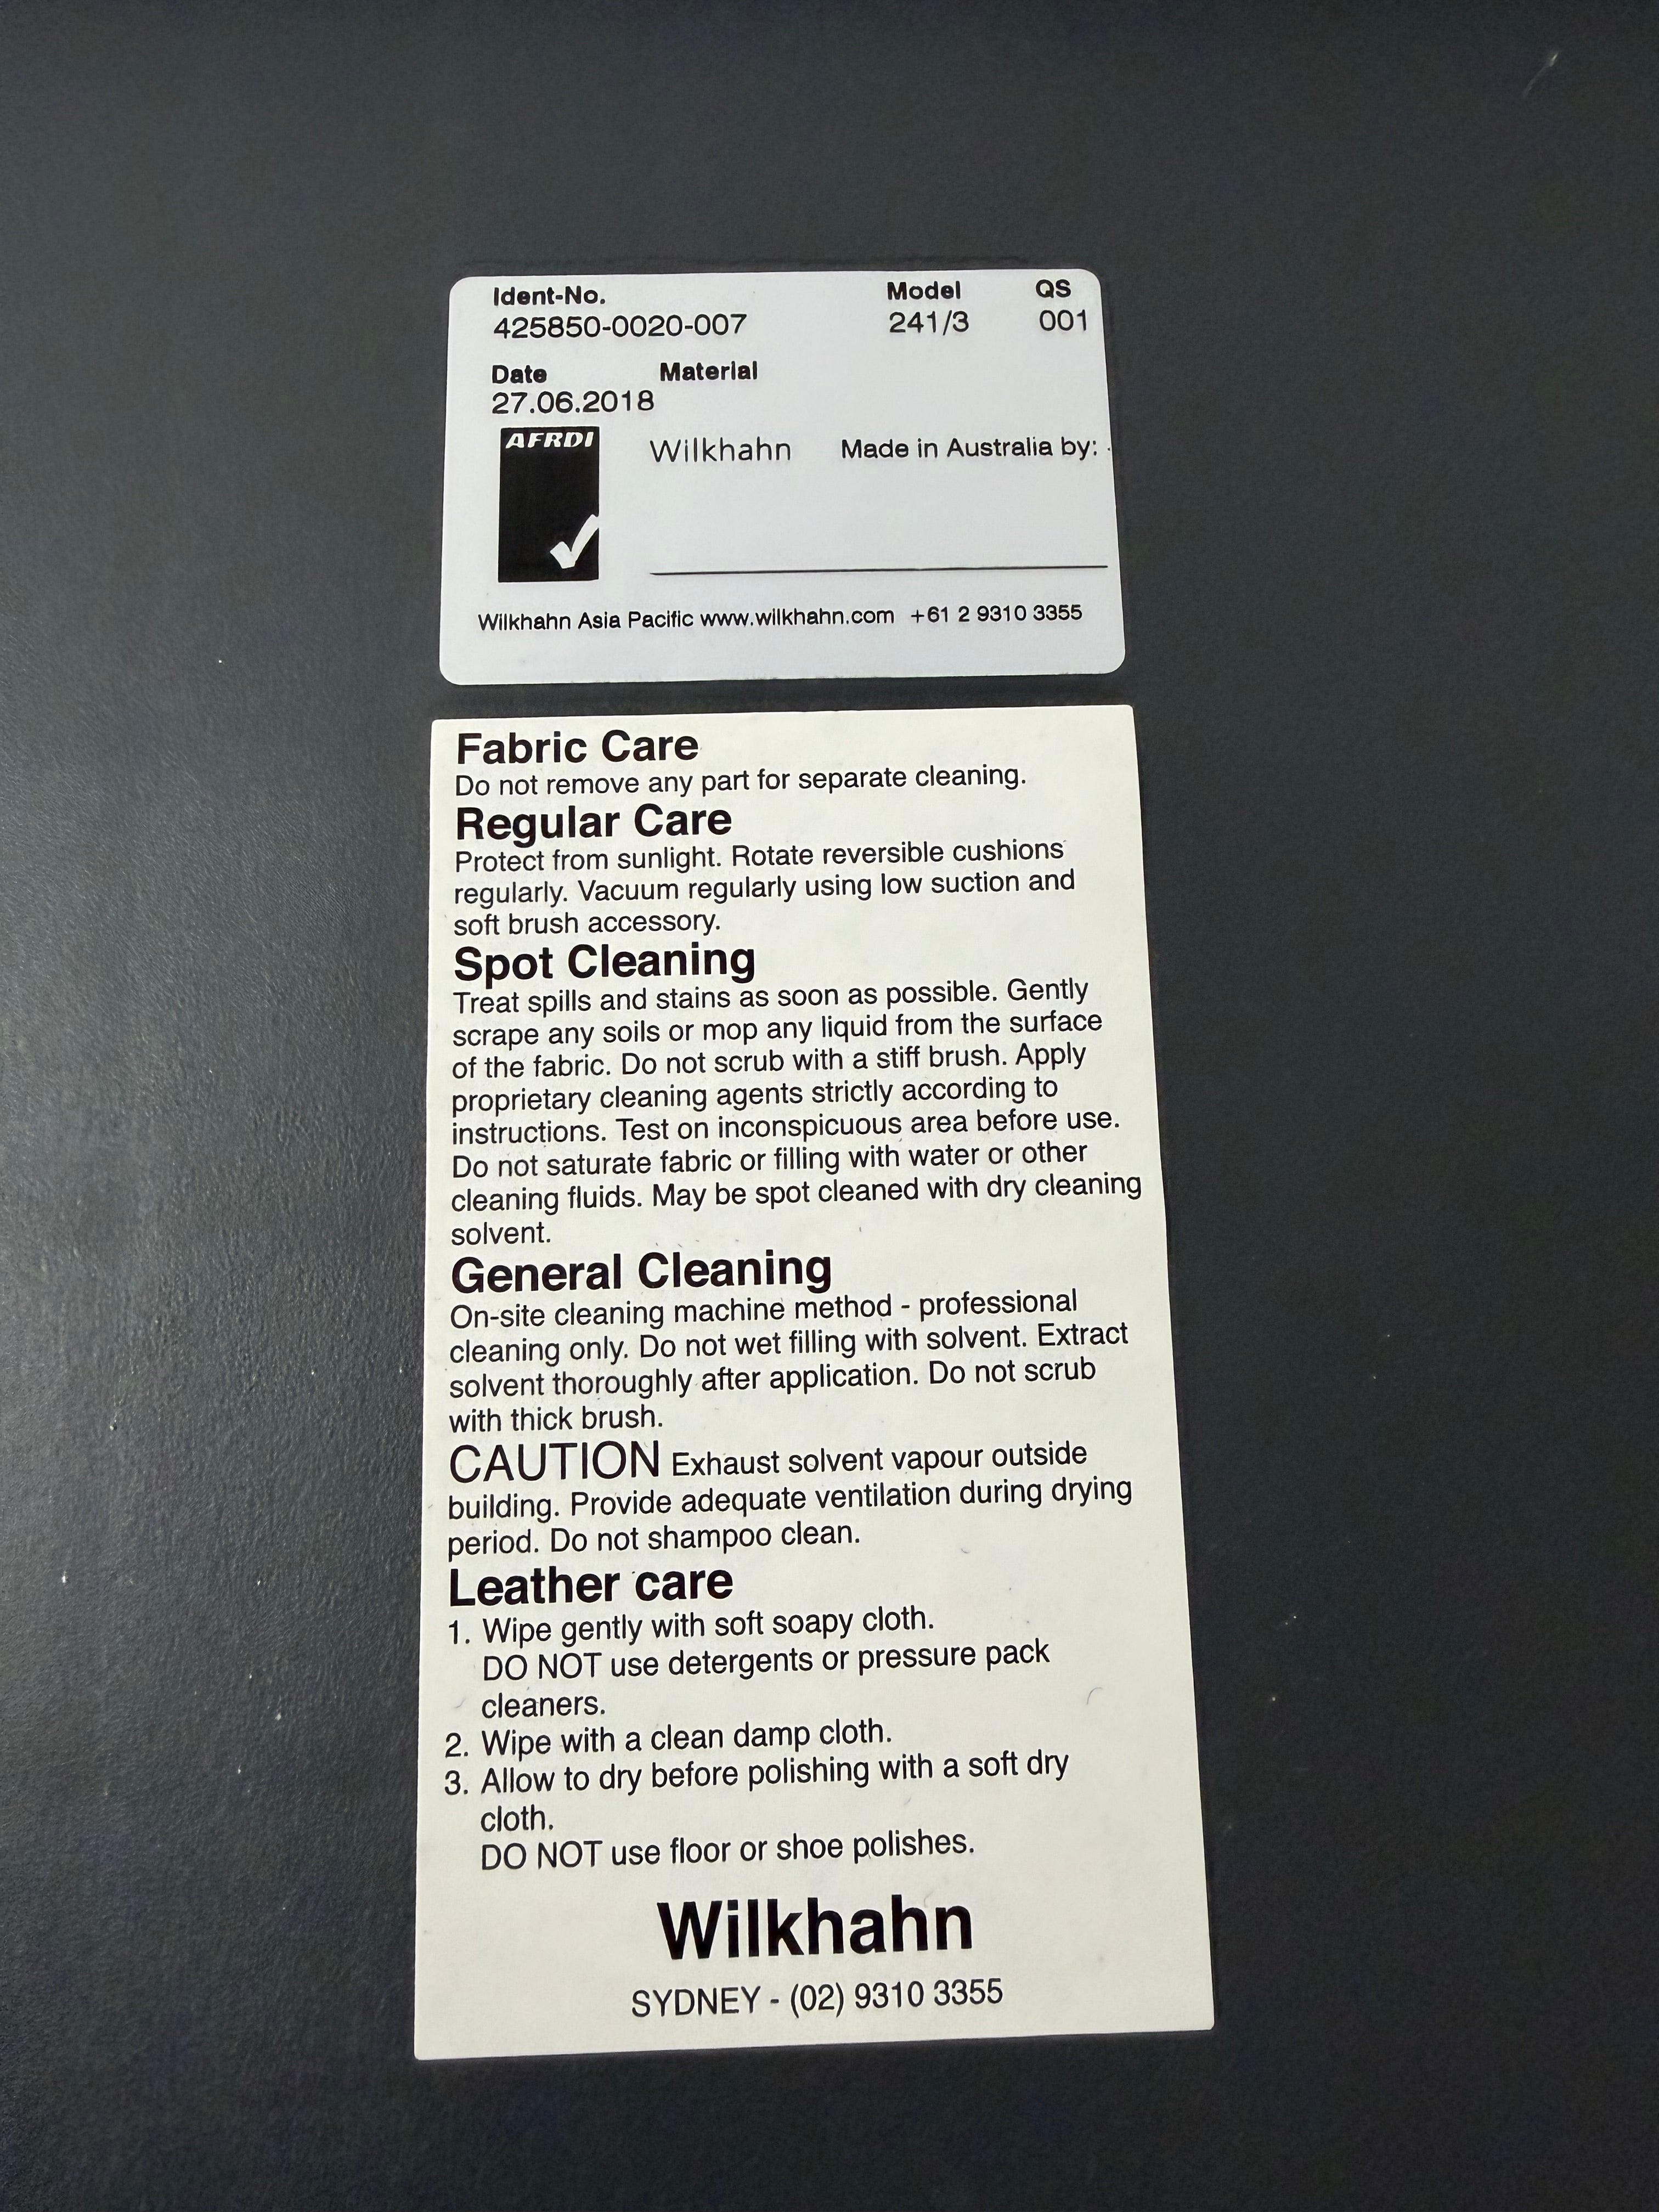 Ident-No. Model QS
425850-0020-007 241/3 001
Date Material
27.06.2018
AFRDI
Wilkhahn Made in Australia by:
Wilkhahn Asia Pacific www.wilkhahn.com +61 2 9310 3355
Fabric Care
Do not remove any part for separate cleaning.
Regular Care
Protect from sunlight. Rotate reversible cushions
regularly. Vacuum regularly using low suction and
soft brush accessory.
Spot Cleaning
Treat spills and stains as soon as possible. Gently
scrape any soils or mop any liquid from the surface
of the fabric. Do not scrub with a stiff brush. Apply
proprietary cleaning agents strictly according to
instructions. Test on inconspicuous area before use.
Do not saturate fabric or filling with water or other
cleaning fluids. May be spot cleaned with dry cleaning
solvent.
General Cleaning
On-site cleaning machine method - professional
cleaning only. Do not wet filling with solvent. Extract
solvent thoroughly after application. Do not scrub
with thick brush.
CAUTION Exhaust solvent vapour outside
building. Provide adequate ventilation during drying
period. Do not shampoo clean.
Leather care
1. Wipe gently with soft soapy cloth.
DO NOT use detergents or pressure pack
cleaners.
2. Wipe with a clean damp cloth.
3. Allow to dry before polishing with a soft dry
cloth.
DO NOT use floor or shoe polishes.
Wilkhahn
SYDNEY - (02) 9310 3355